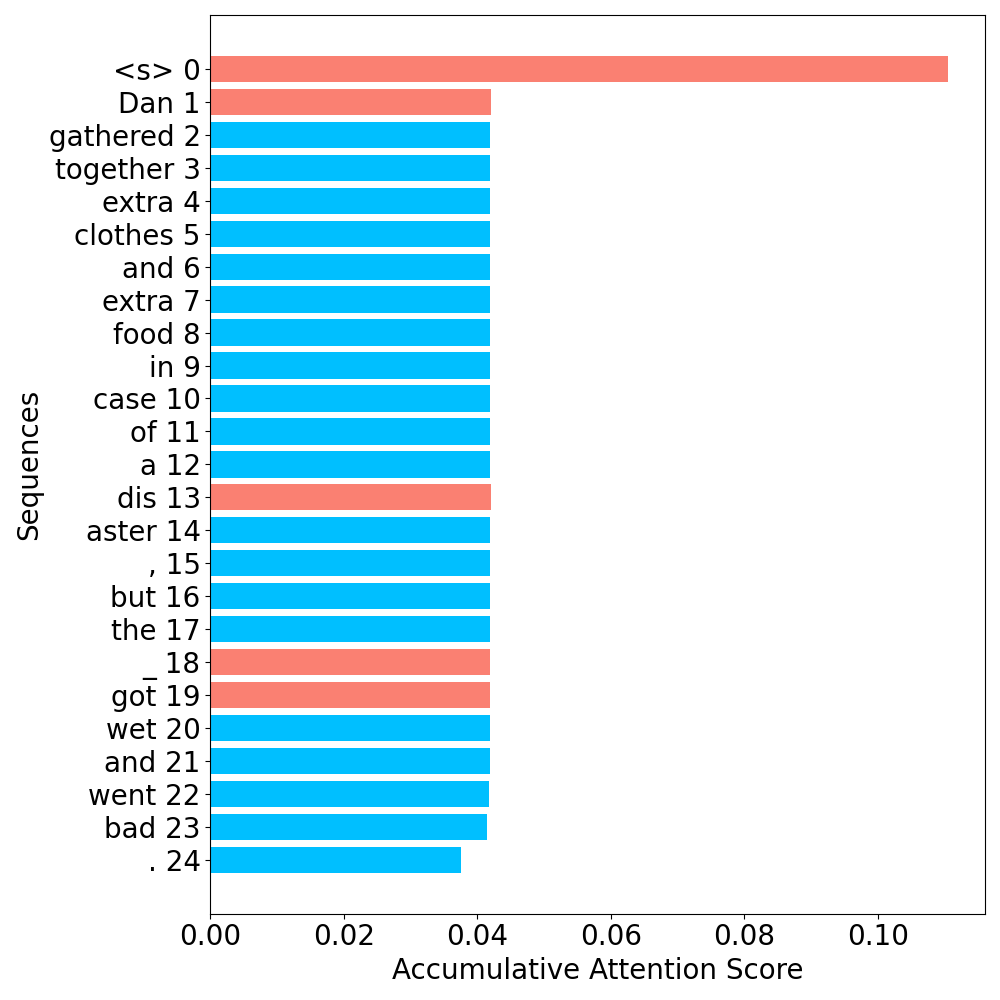 <s> 0
Dan 1
gathered 2
together 3
extra 4
clothes 5
and 6
extra 7
food 8
in 9
case 10
of 11
a 12
dis 13
aster 14
, 15
but 16
the 17
_ 18
got 19
wet 20
and 21
went 22
bad 23
. 24
Sequences
0.00 0.02 0.04 0.06 0.08 0.10
Accumulative Attention Score